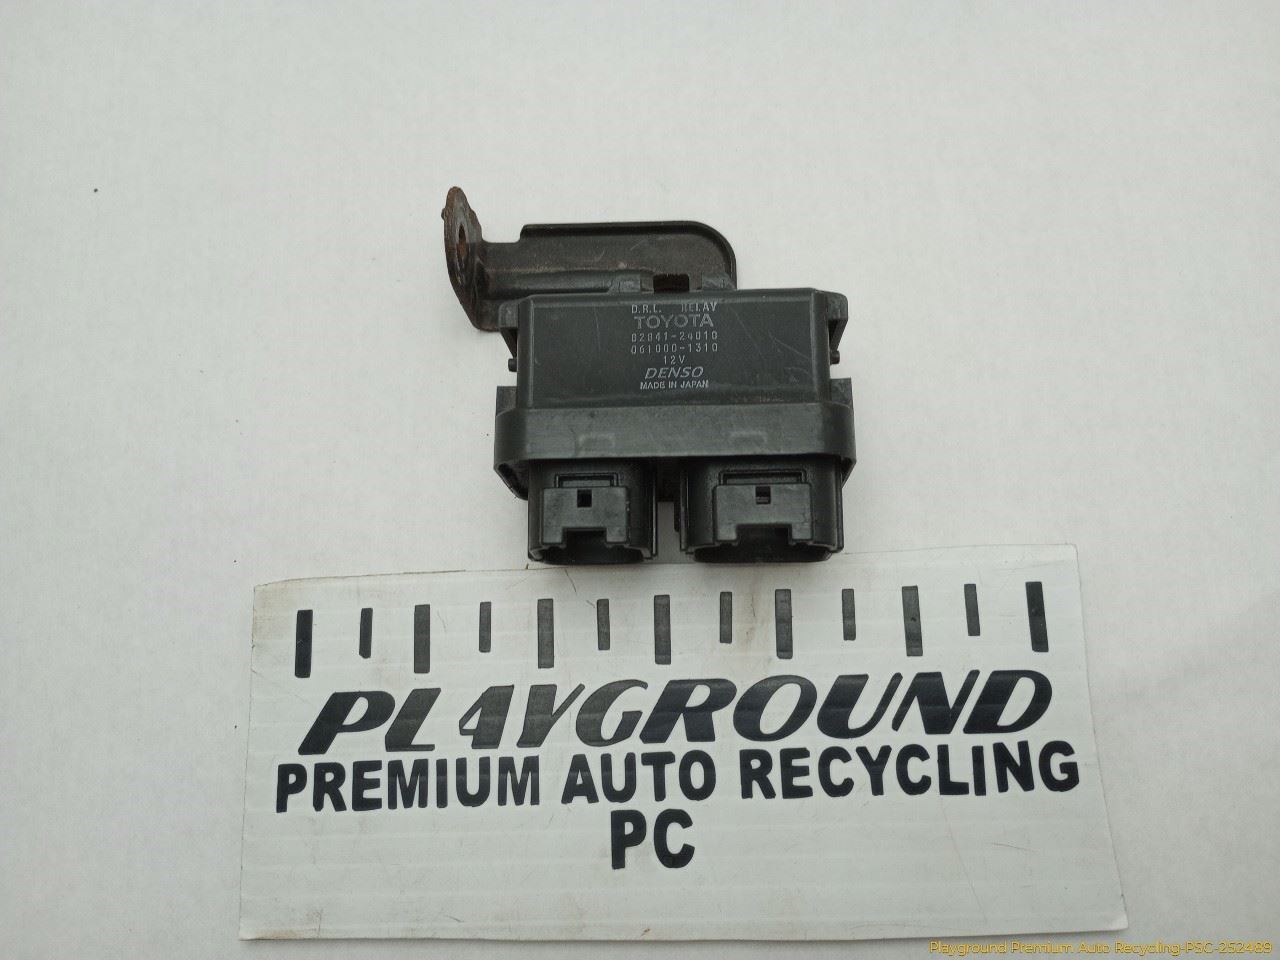 D.R.L. RELAY
TOYOTA
82841-24010
061000-1310
12V
DENSO
MADE IN JAPAN
PLAYGROUND
PREMIUM AUTO RECYCLING
PC
Playground Premium Auto Recycling-PSC-252489